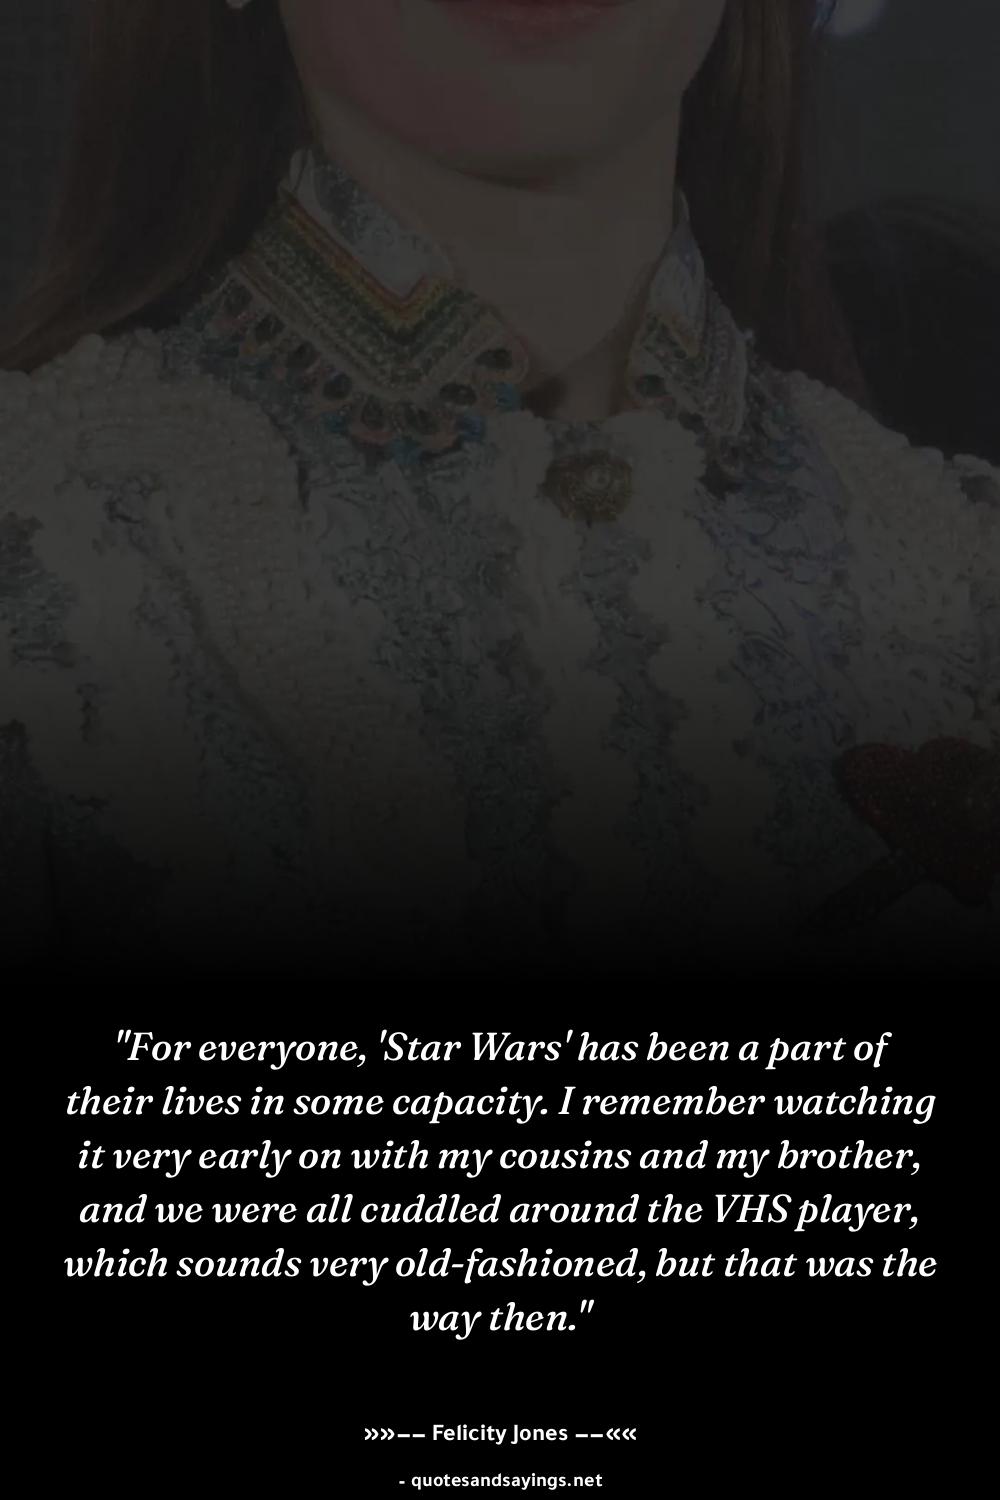 "For everyone, 'Star Wars' has been a part of
their lives in some capacity. I remember watching
it very early on with my cousins and my brother,
and we were all cuddled around the VHS player,
which sounds very old-fashioned, but that was the
way then."
»»–– Felicity Jones ––««
- quotesandsayings.net